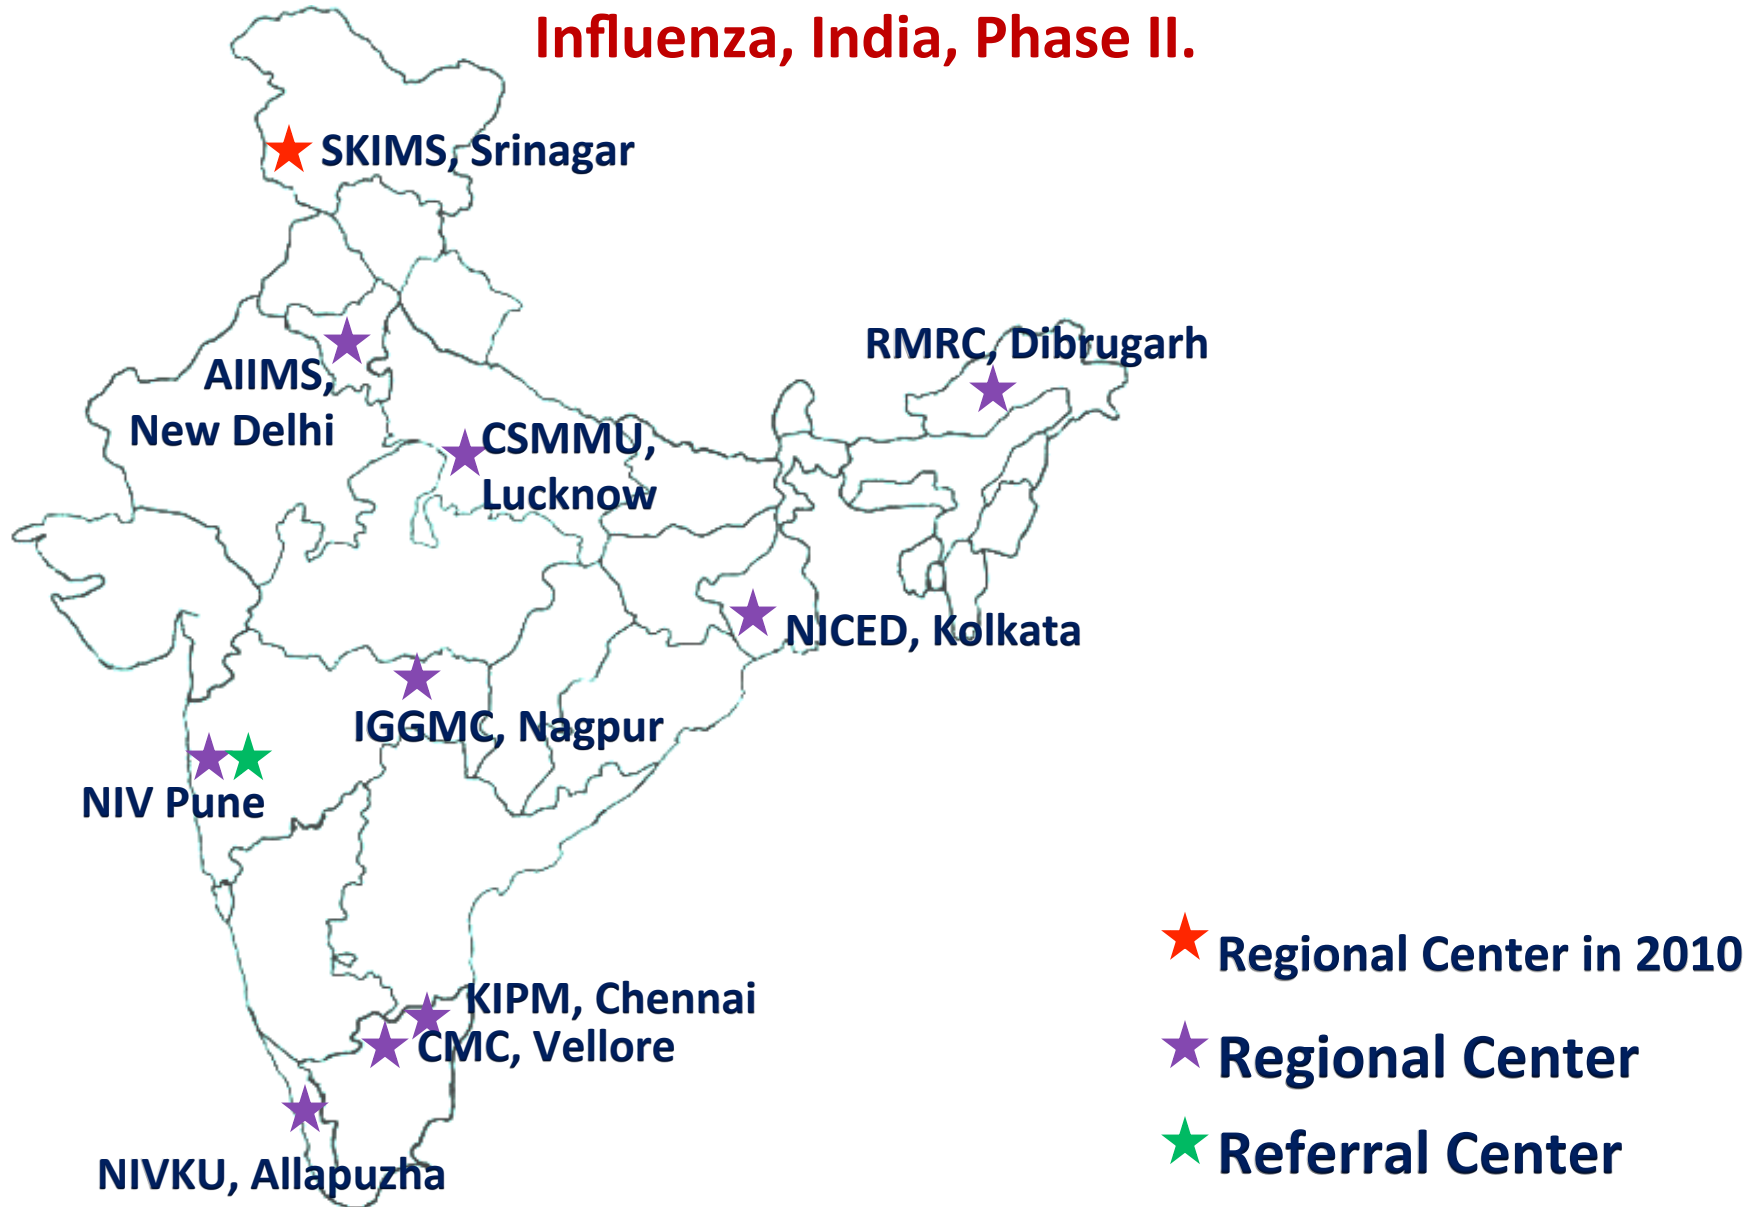 Influenza, India, Phase II.
SKIMS, Srinagar
RMRC, Dibrugarh
AIIMS,
New Delhi
CSMMU,
Lucknow
NICED, Kolkata
IGGMC, Nagpur
NIV Pune
KIPM, Chennai
CMC, Vellore
NIVKU, Allapuzha
Regional Center in 2010
Regional Center
Referral Center